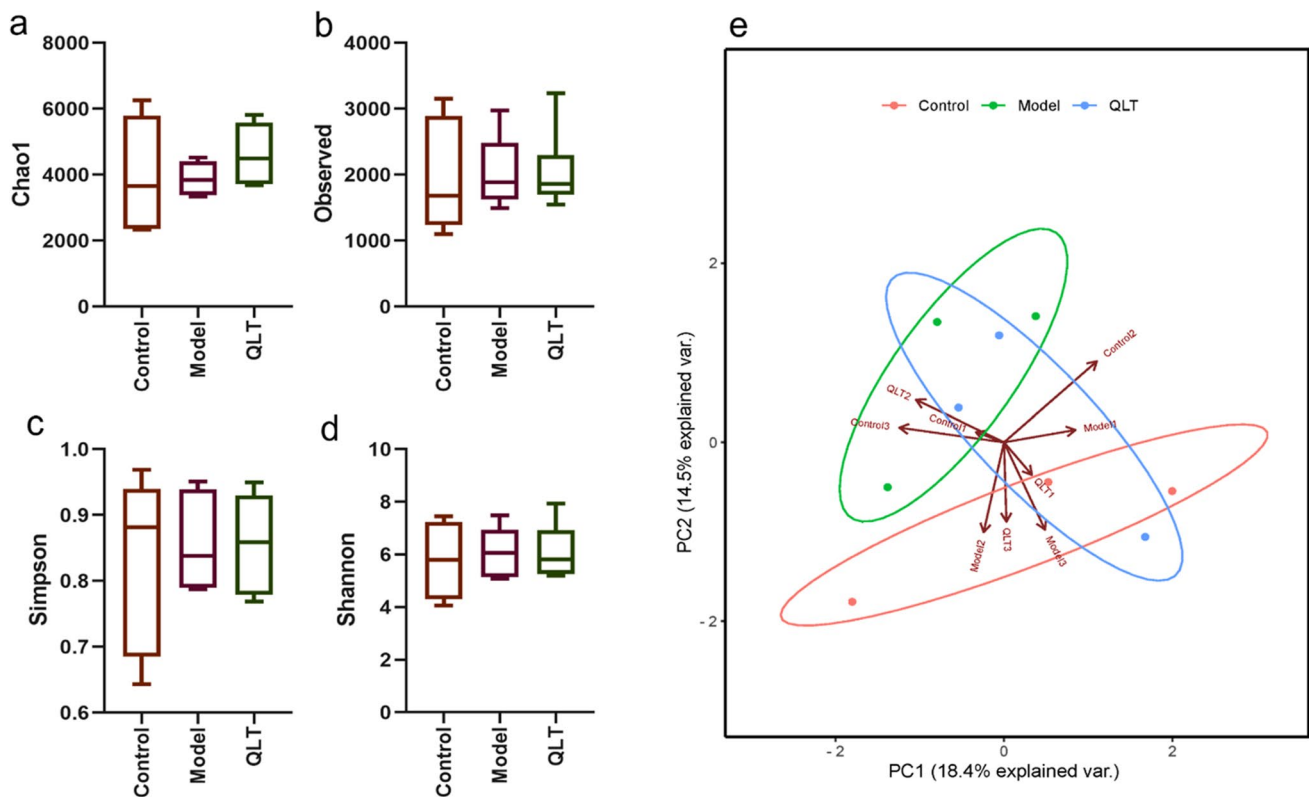 a
8000
6000
4000
2000
0
Chao1
Control
Model
QLT
b
4000
3000
2000
1000
0
Observed
Control
Model
QLT
c
1.0
0.9
0.8
0.7
0.6
Simpson
Control
Model
QLT
d
10
8
6
4
2
0
Shannon
Control
Model
QLT
e
Control Model QLT
2
0
-2
PC2 (14.5% explained var.)
Control2
QLT2
Control1
Control3
Model1
QLT1
Model2
QLT3
Model3
-2 0 2
PC1 (18.4% explained var.)